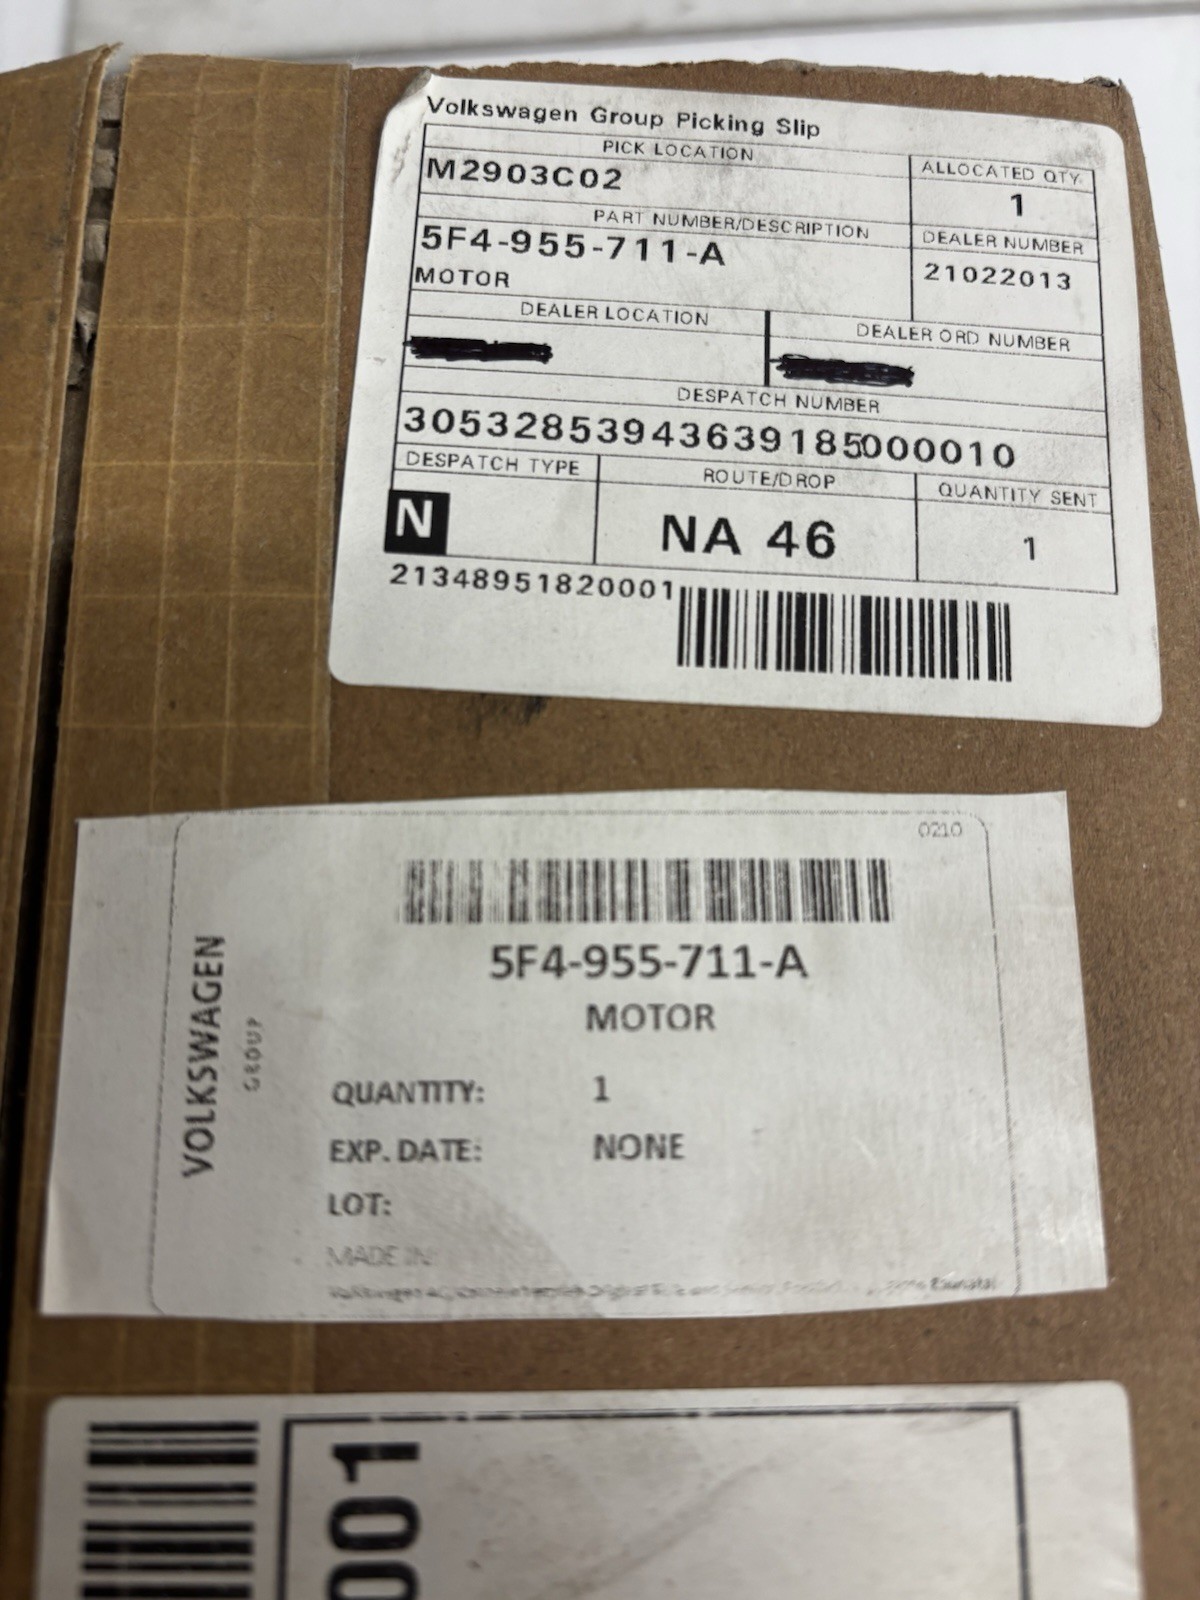 Volkswagen Group Picking Slip
PICK LOCATION
M2903C02
ALLOCATED QTY.
1
PART NUMBER/DESCRIPTION
5F4-955-711-A
MOTOR
DEALER NUMBER
21022013
DEALER LOCATION
DEALER ORD NUMBER
DESPATCH NUMBER
30532853943639185000010
DESPATCH TYPE
N
ROUTE/DROP
NA 46
QUANTITY SENT
1
21348951820001
0210
5F4-955-711-A
MOTOR
VOLKSWAGEN
GROUP
QUANTITY: 1
EXP. DATE: NONE
LOT:
MADE IN:
001